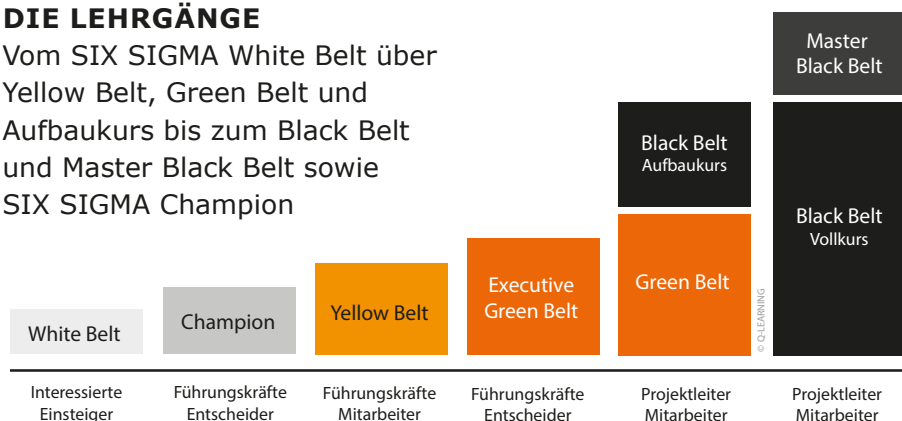 DIE LEHRGÄNGE
Vom SIX SIGMA White Belt über
Yellow Belt, Green Belt und
Aufbaukurs bis zum Black Belt
und Master Black Belt sowie
SIX SIGMA Champion
Master
Black Belt
Black Belt
Aufbaukurs
Black Belt
Vollkurs
Executive
Green Belt
Green Belt
Yellow Belt
Champion
White Belt
© Q-LEARNING
Interessierte
Einsteiger
Führungskräfte
Entscheider
Führungskräfte
Mitarbeiter
Führungskräfte
Entscheider
Projektleiter
Mitarbeiter
Projektleiter
Mitarbeiter